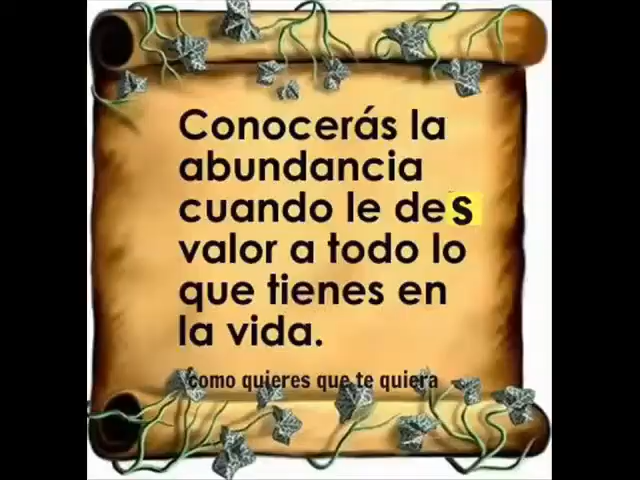 Conocerás la
abundancia
cuando le des
valor a todo lo
que tienes en
la vida.
como quieres que te quiera